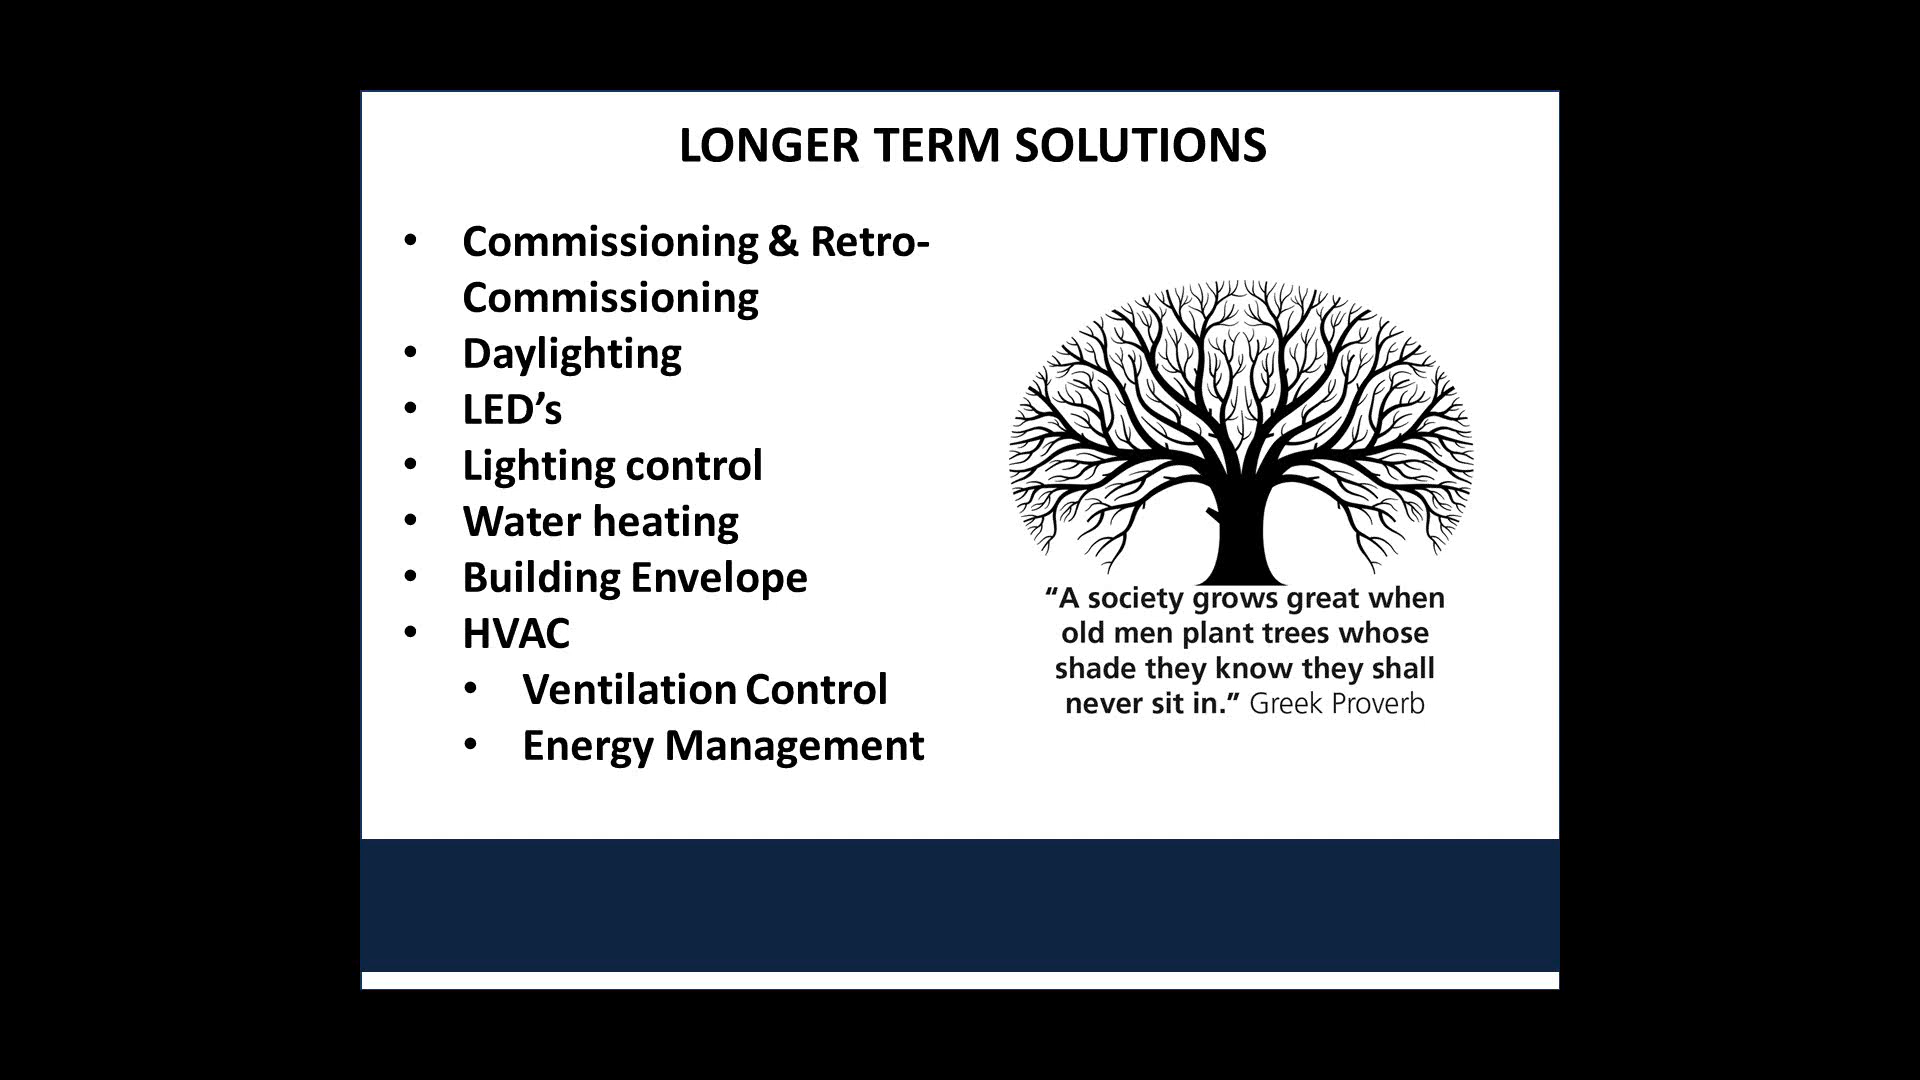 LONGER TERM SOLUTIONS
• Commissioning & Retro-
Commissioning
• Daylighting
• LED’s
• Lighting control
• Water heating
• Building Envelope
• HVAC
• Ventilation Control
• Energy Management
“A society grows great when
old men plant trees whose
shade they know they shall
never sit in.” Greek Proverb